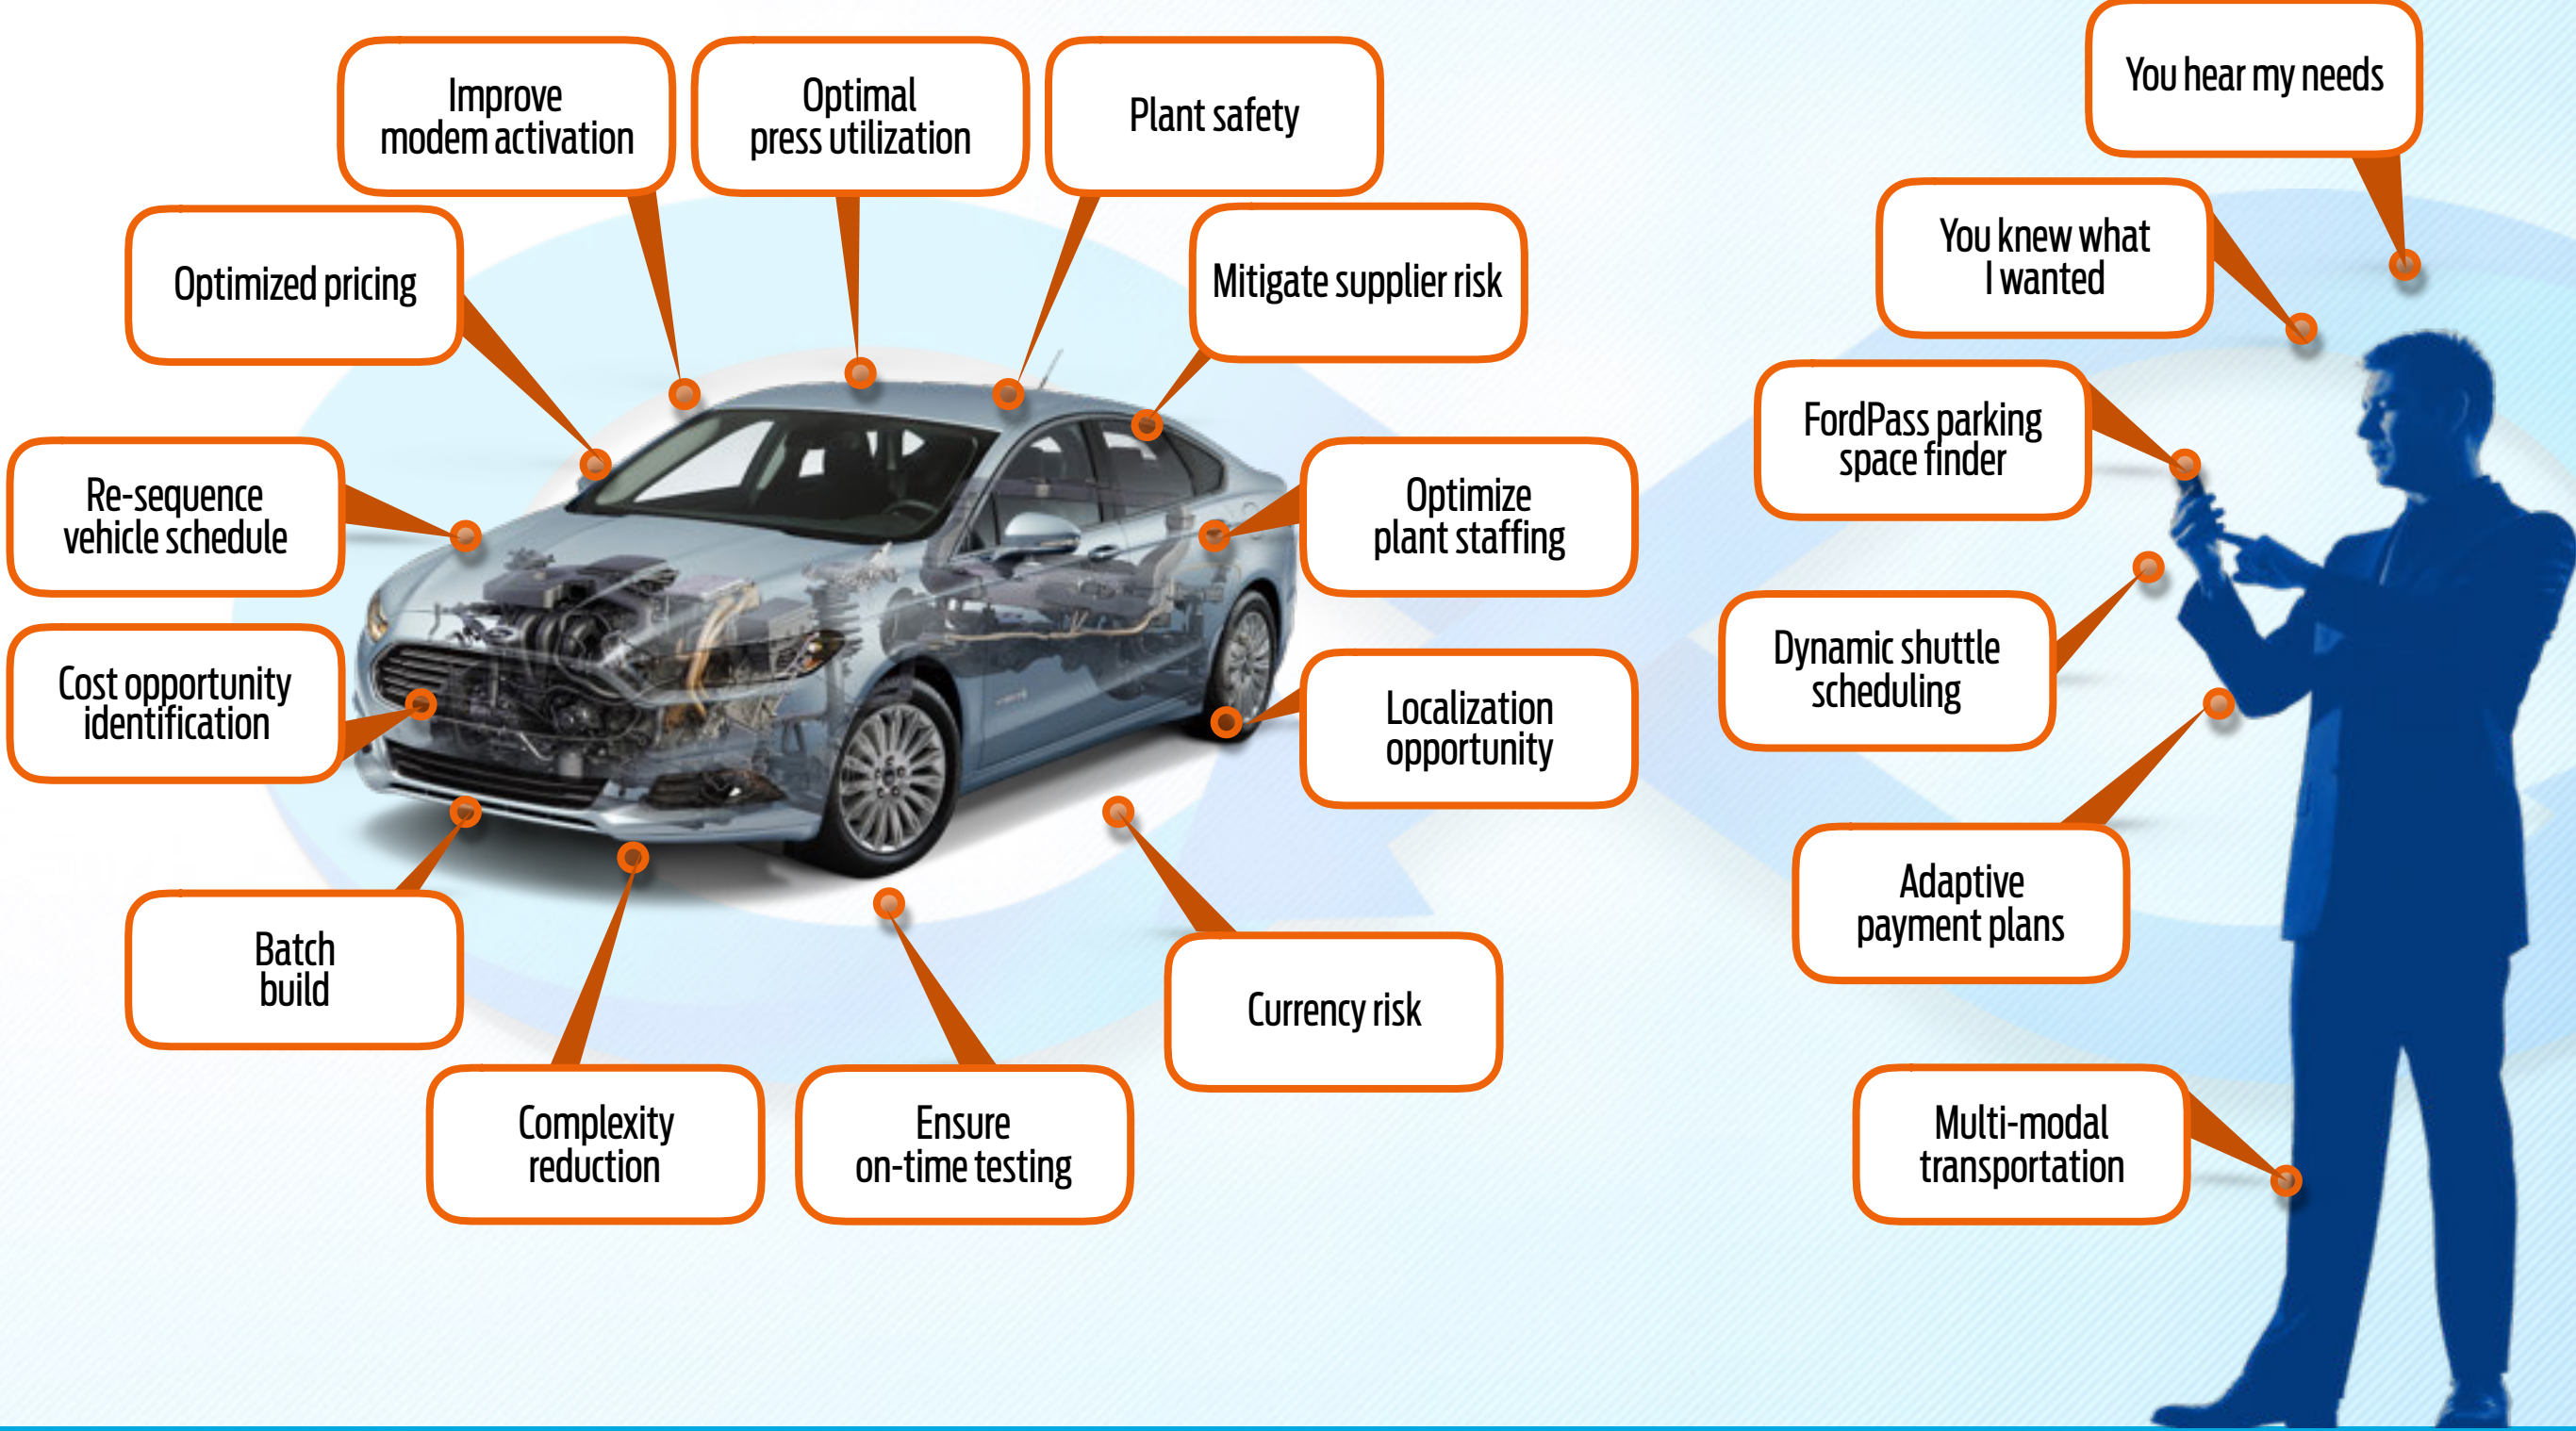 Improve
modem activation
Optimal
press utilization
Plant safety
Optimized pricing
Mitigate supplier risk
Re-sequence
vehicle schedule
Optimize
plant staffing
Cost opportunity
identification
Localization
opportunity
Batch
build
Currency risk
Complexity
reduction
Ensure
on-time testing
You hear my needs
You knew what
I wanted
FordPass parking
space finder
Dynamic shuttle
scheduling
Adaptive
payment plans
Multi-modal
transportation